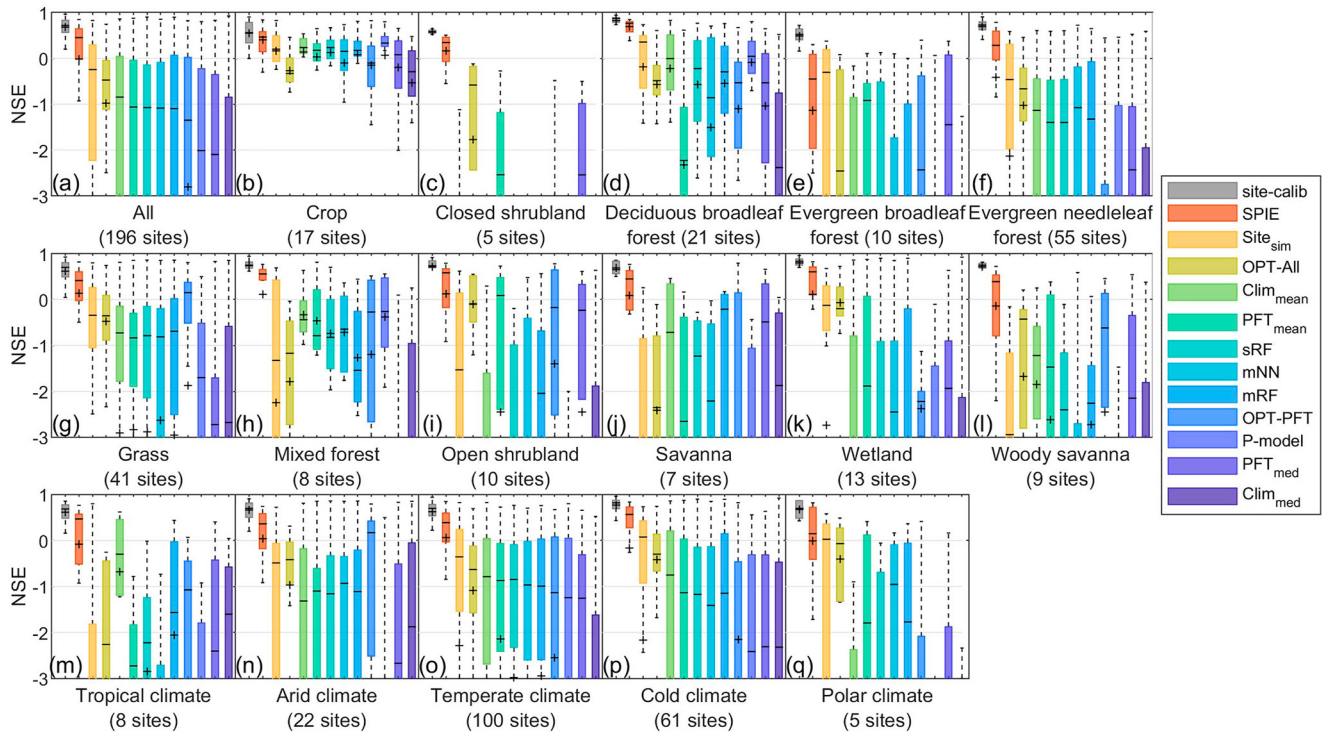 NSE
1
0
-1
-2
-3
(a)
(b)
(c)
(d)
(e)
(f)
All
(196 sites)
Crop
(17 sites)
Closed shrubland
(5 sites)
Deciduous broadleaf
forest (21 sites)
Evergreen broadleaf
forest (10 sites)
Evergreen needleleaf
forest (55 sites)
NSE
1
0
-1
-2
-3
(g)
(h)
(i)
(j)
(k)
(l)
Grass
(41 sites)
Mixed forest
(8 sites)
Open shrubland
(10 sites)
Savanna
(7 sites)
Wetland
(13 sites)
Woody savanna
(9 sites)
NSE
1
0
-1
-2
-3
(m)
(n)
(o)
(p)
(q)
Tropical climate
(8 sites)
Arid climate
(22 sites)
Temperate climate
(100 sites)
Cold climate
(61 sites)
Polar climate
(5 sites)
site-calib
SPIE
Site_sim
OPT-All
Clim_mean
PFT_mean
sRF
mNN
mRF
OPT-PFT
P-model
PFT_med
Clim_med